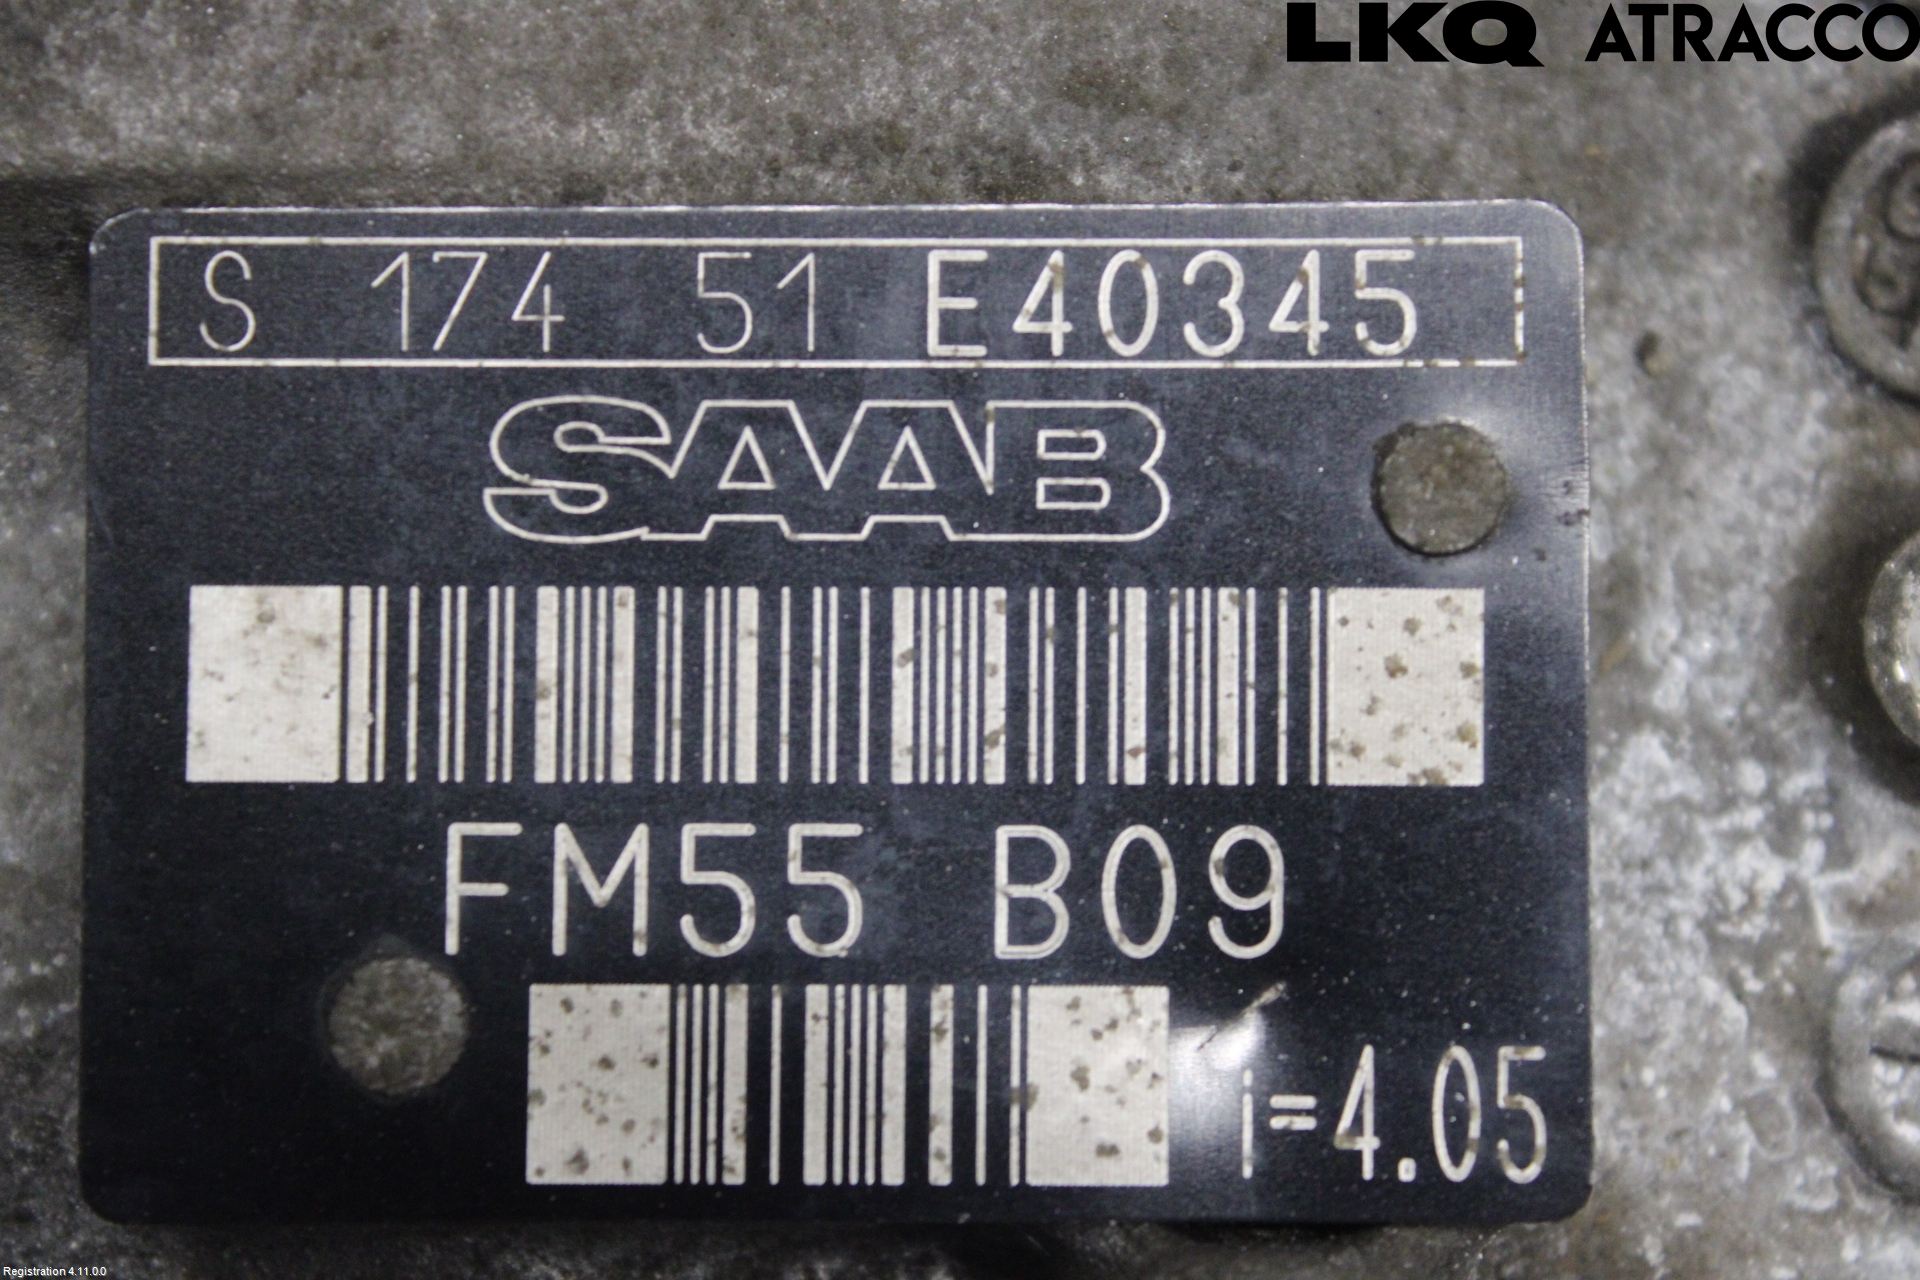 LKQ ATRACCO
S 174 51 E40345
SAAB
FM55 B09
i=4.05
Registration 4.11.0.0